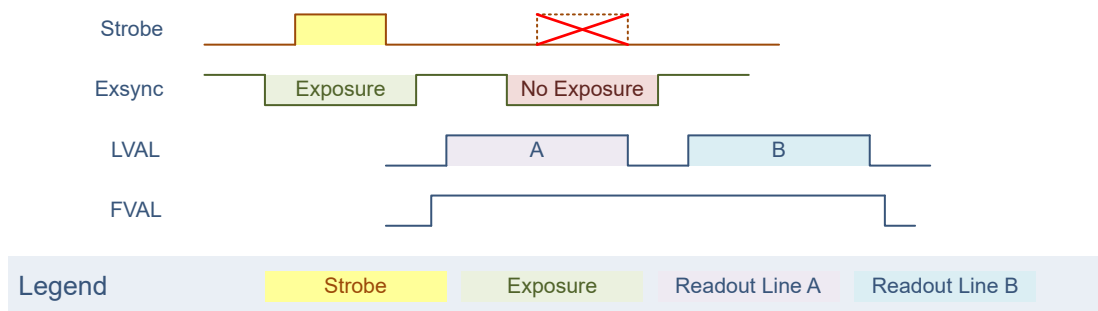 Strobe
Exsync Exposure No Exposure
LVAL A B
FVAL
Legend Strobe Exposure Readout Line A Readout Line B